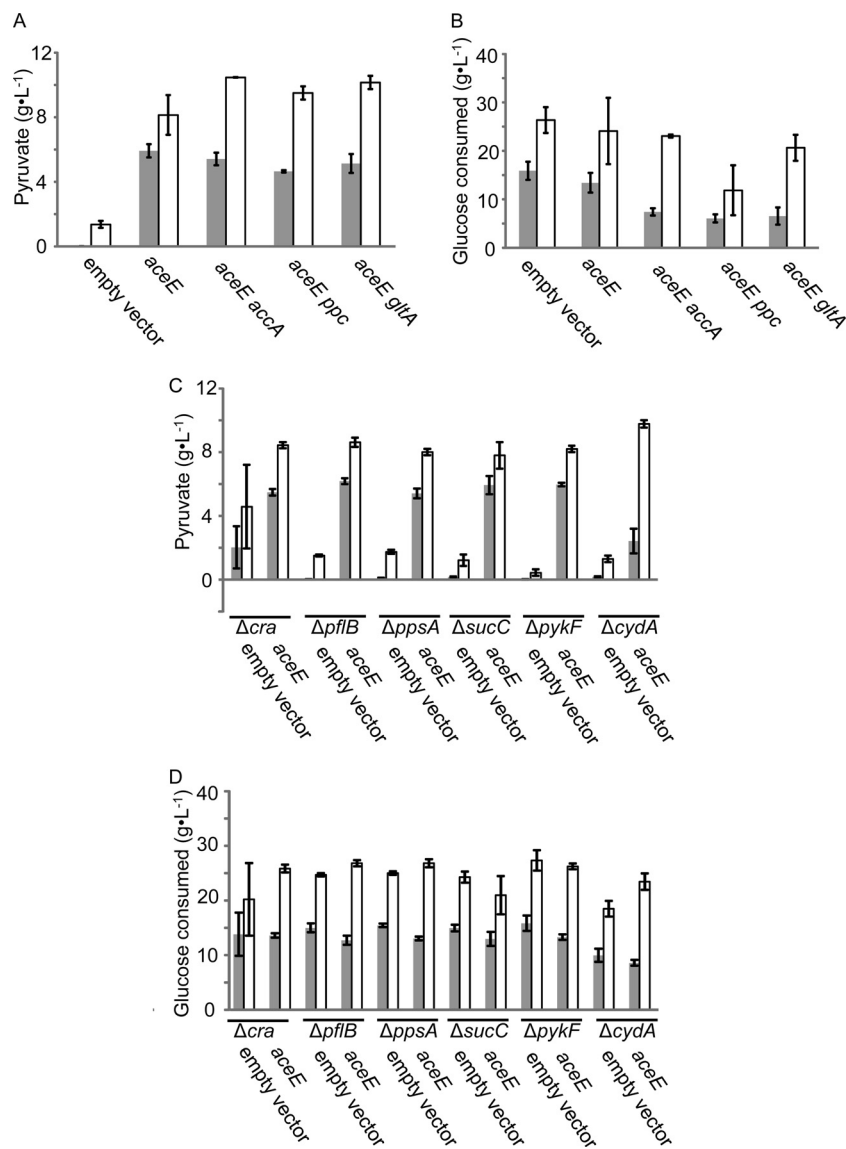 A
Pyruvate (g•L-1)
12
8
4
0
empty vector
aceE
aceE accA
aceE ppc
aceE gltA
B
Glucose consumed (g•L-1)
40
30
20
10
0
empty vector
aceE
aceE accA
aceE ppc
aceE gltA
C
Pyruvate (g•L-1)
12
8
4
0
Δcra ΔpflB ΔppsA ΔsucC ΔpykF ΔcydA
empty vector
aceE
empty vector
aceE
empty vector
aceE
empty vector
aceE
empty vector
aceE
empty vector
aceE
D
Glucose consumed (g•L-1)
40
30
20
10
0
Δcra ΔpflB ΔppsA ΔsucC ΔpykF ΔcydA
empty vector
aceE
empty vector
aceE
empty vector
aceE
empty vector
aceE
empty vector
aceE
empty vector
aceE